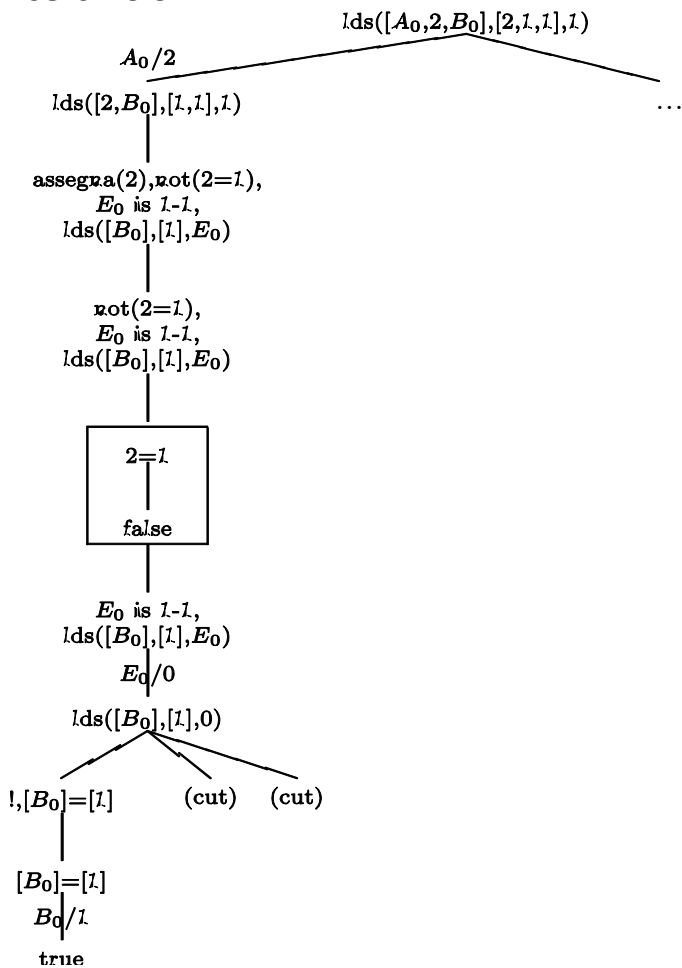 lds([A₀,2,B₀],[2,1,1],1)
A₀/2
lds([2,B₀],[1,1],1)
...
assegna(2),not(2=1),
E₀ is 1-1,
lds([B₀],[1],E₀)
not(2=1),
E₀ is 1-1,
lds([B₀],[1],E₀)
2=1
false
E₀ is 1-1,
lds([B₀],[1],E₀)
E₀/0
lds([B₀],[1],0)
!,[B₀]=[1] (cut) (cut)
[B₀]=[1]
B₀/1
true